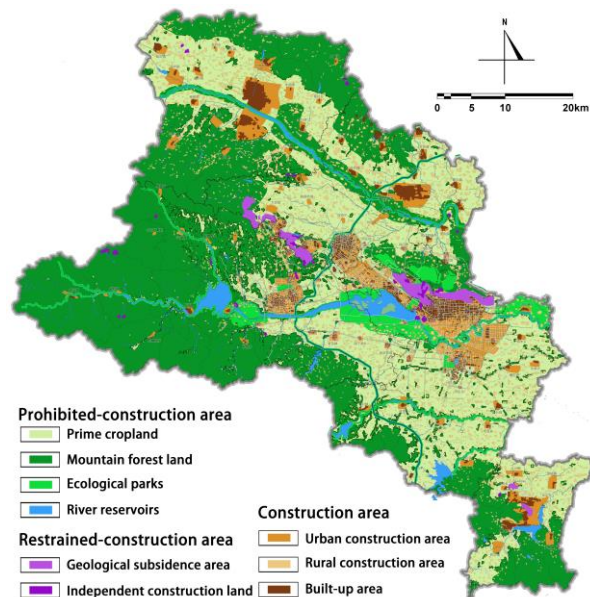 N
0 5 10 20km
Prohibited-construction area
Prime cropland
Mountain forest land
Ecological parks
River reservoirs
Restrained-construction area
Geological subsidence area
Independent construction land
Construction area
Urban construction area
Rural construction area
Built-up area